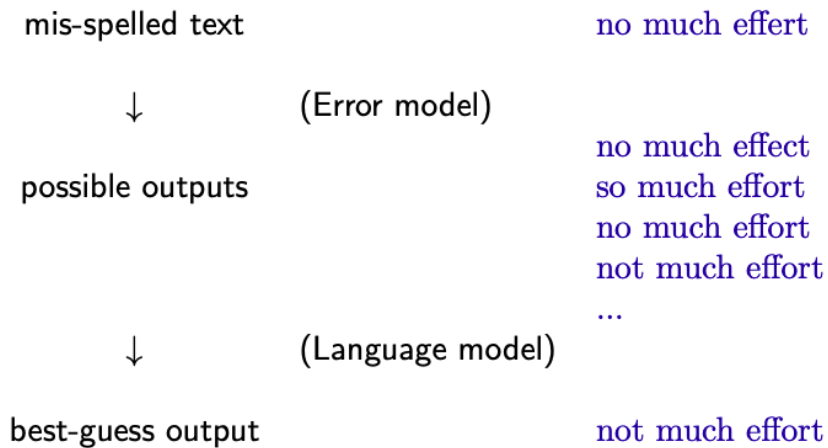 mis-spelled text no much effert
↓ (Error model)
no much effect
possible outputs so much effort
no much effort
not much effort
...
↓ (Language model)
best-guess output not much effort